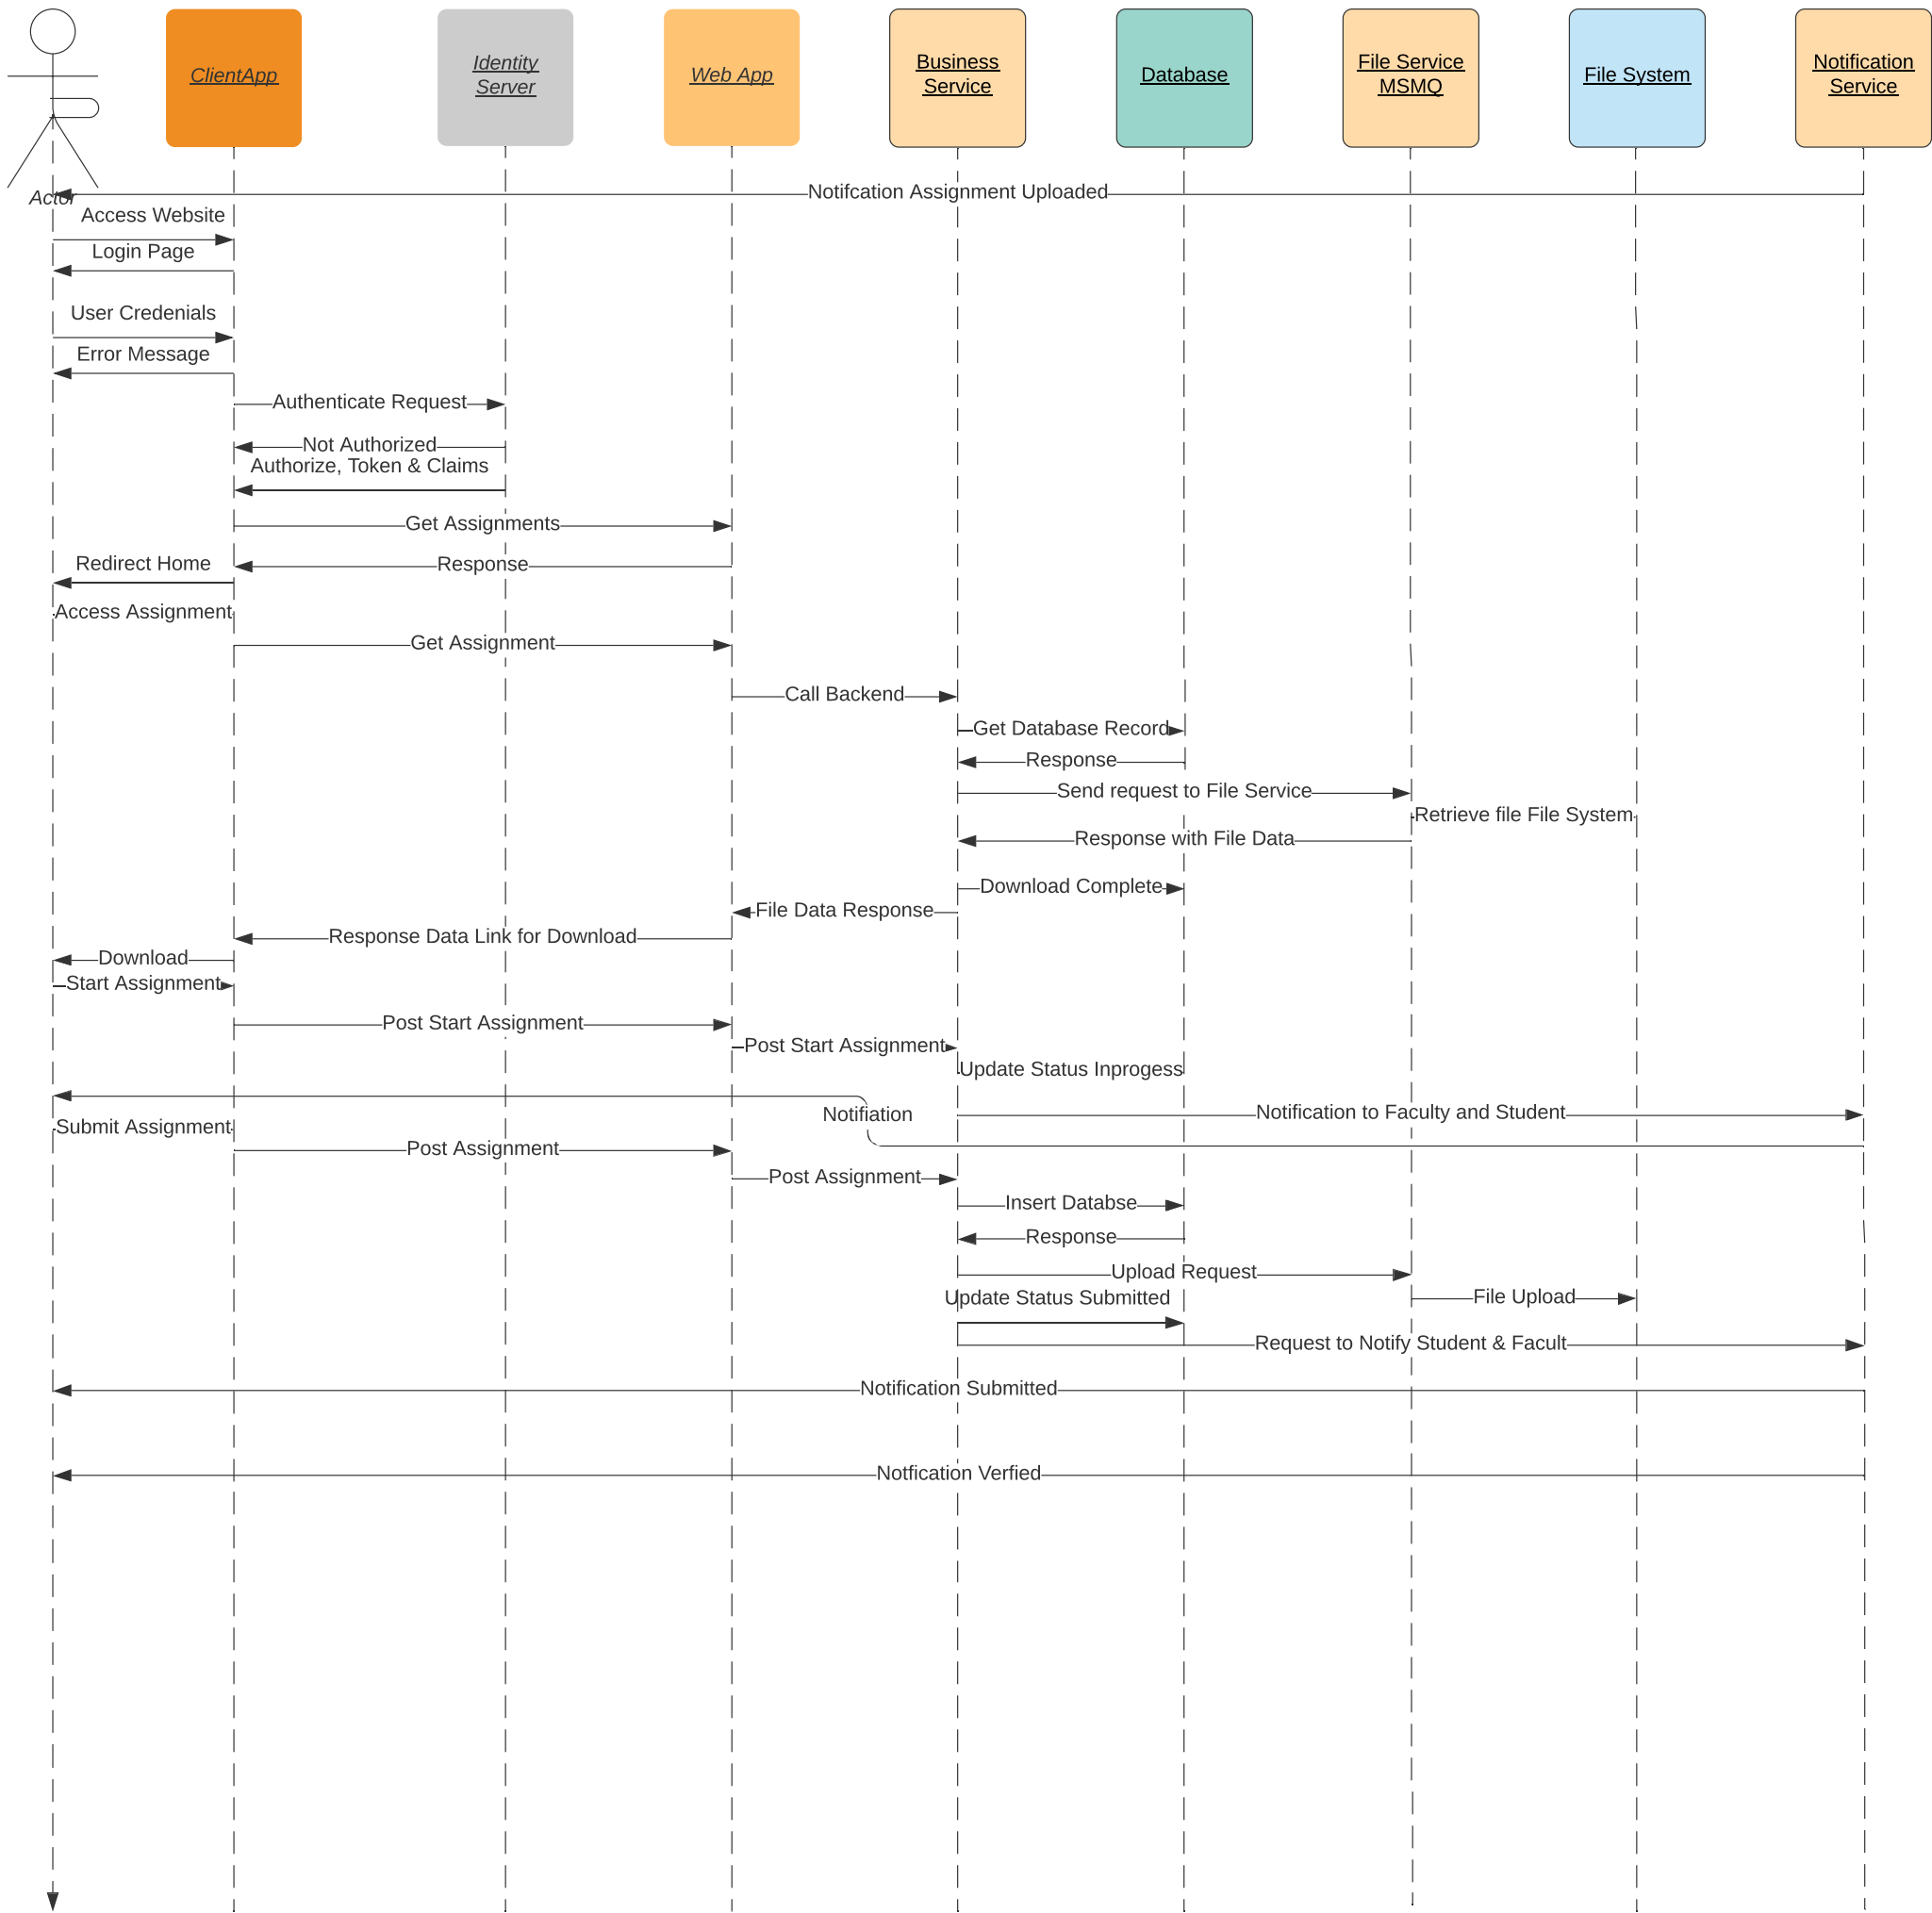 ClientApp
Identity
Server
Web App
Business
Service
Database
File Service
MSMQ
File System
Notification
Service
Actor
Notifcation Assignment Uploaded
Access Website
Login Page
User Credenials
Error Message
Authenticate Request
Not Authorized
Authorize, Token & Claims
Get Assignments
Redirect Home
Response
Access Assignment
Get Assignment
Call Backend
Get Database Record
Response
Send request to File Service
Retrieve file File System
Response with File Data
Download Complete
File Data Response
Response Data Link for Download
Download
Start Assignment
Post Start Assignment
Post Start Assignment
Update Status Inprogess
Notifiation
Notification to Faculty and Student
Submit Assignment
Post Assignment
Post Assignment
Insert Databse
Response
Upload Request
Update Status Submitted
File Upload
Request to Notify Student & Facult
Notification Submitted
Notfication Verfied